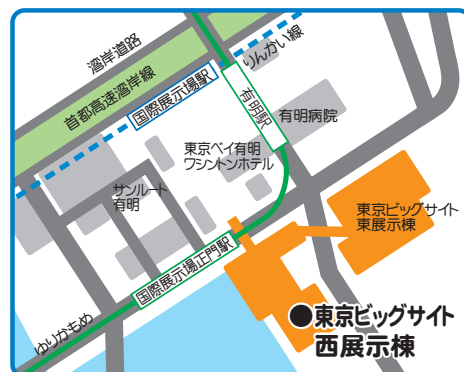 湾岸道路
首都高速湾岸線
国際展示場駅
りんかい線
有明駅
有明病院
東京ベイ有明
ワシントンホテル
サンルート
有明
東京ビッグサイト
東展示棟
国際展示場正門駅
ゆりかもめ
●東京ビッグサイト
西展示棟